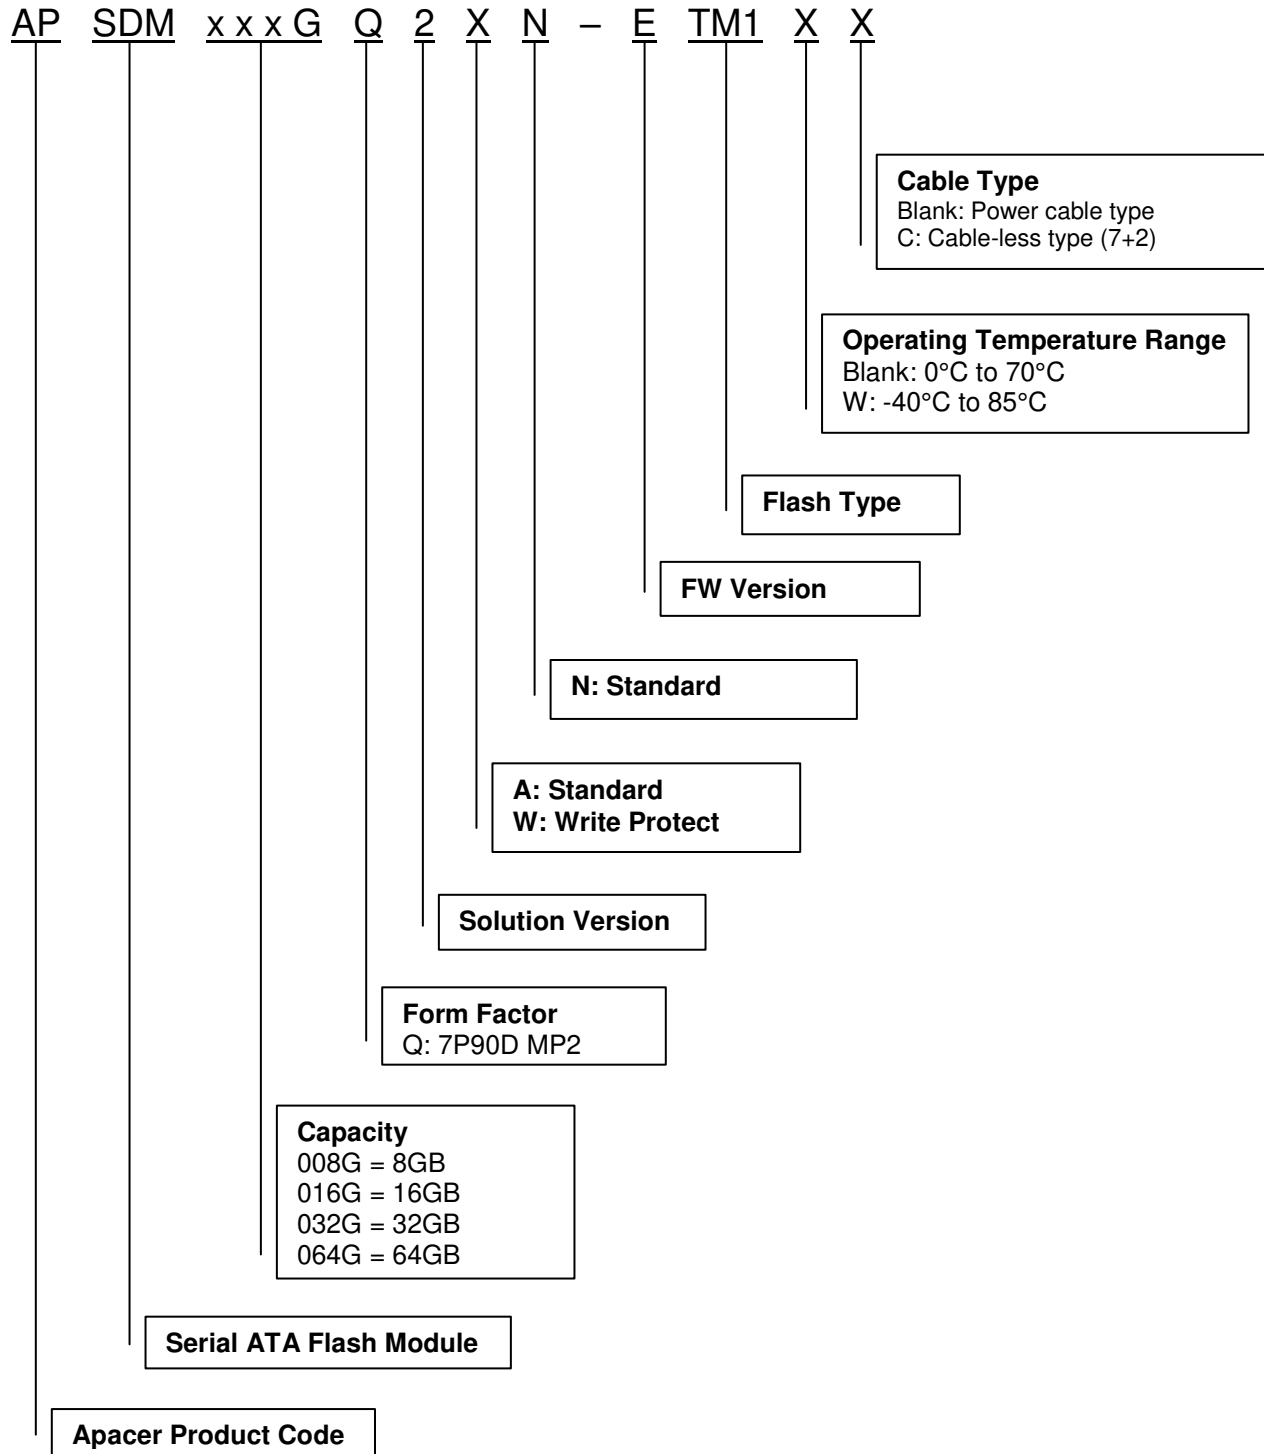 AP SDM x x x G Q 2 X N – E TM1 X X
Cable Type
Blank: Power cable type
C: Cable-less type (7+2)
Operating Temperature Range
Blank: 0°C to 70°C
W: -40°C to 85°C
Flash Type
FW Version
N: Standard
A: Standard
W: Write Protect
Solution Version
Form Factor
Q: 7P90D MP2
Capacity
008G = 8GB
016G = 16GB
032G = 32GB
064G = 64GB
Serial ATA Flash Module
Apacer Product Code